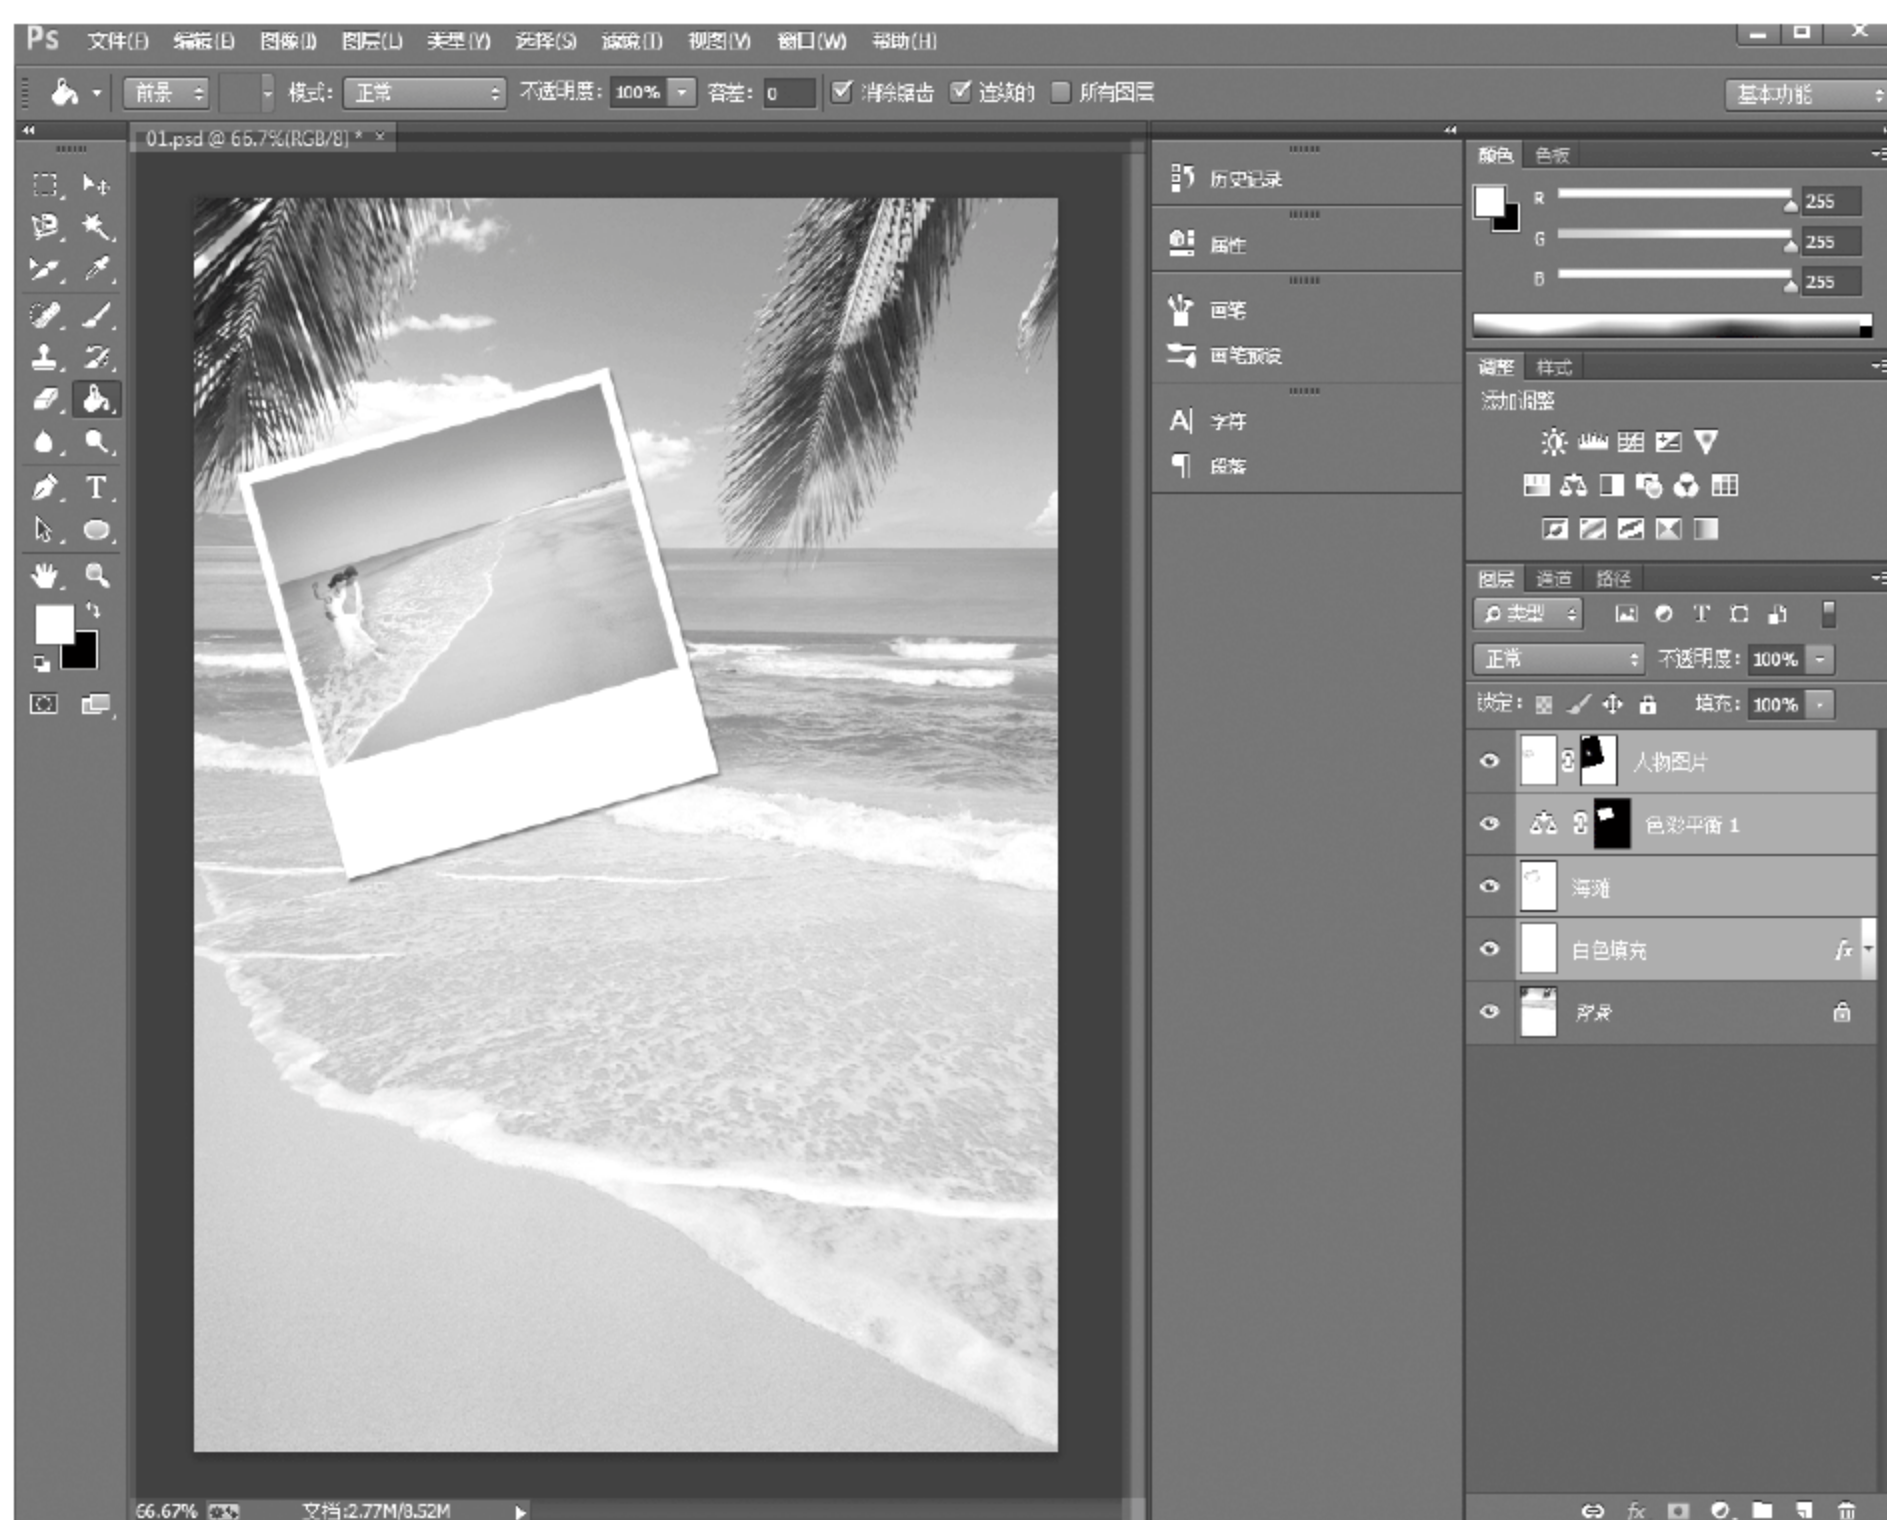 Ps 文件(F) 编辑(E) 图像(I) 图层(L) 类型(Y) 选择(S) 滤镜(T) 视图(V) 窗口(W) 帮助(H)
前景 模式: 正常 不透明度: 100% 容差: 0 消除锯齿 连续的 所有图层 基本功能
01.psd @ 66.7%(RGB/8) * ×
历史记录
属性
画笔
画笔预设
A| 字符
段落
颜色 色板
R 255
G 255
B 255
调整 样式
添加调整
图层 通道 路径
类型
正常 不透明度: 100%
锁定: 填充: 100%
人物图片
色彩平衡 1
海滩
白色填充 fx
背景
66.67% 文档:2.77M/8.52M
fx